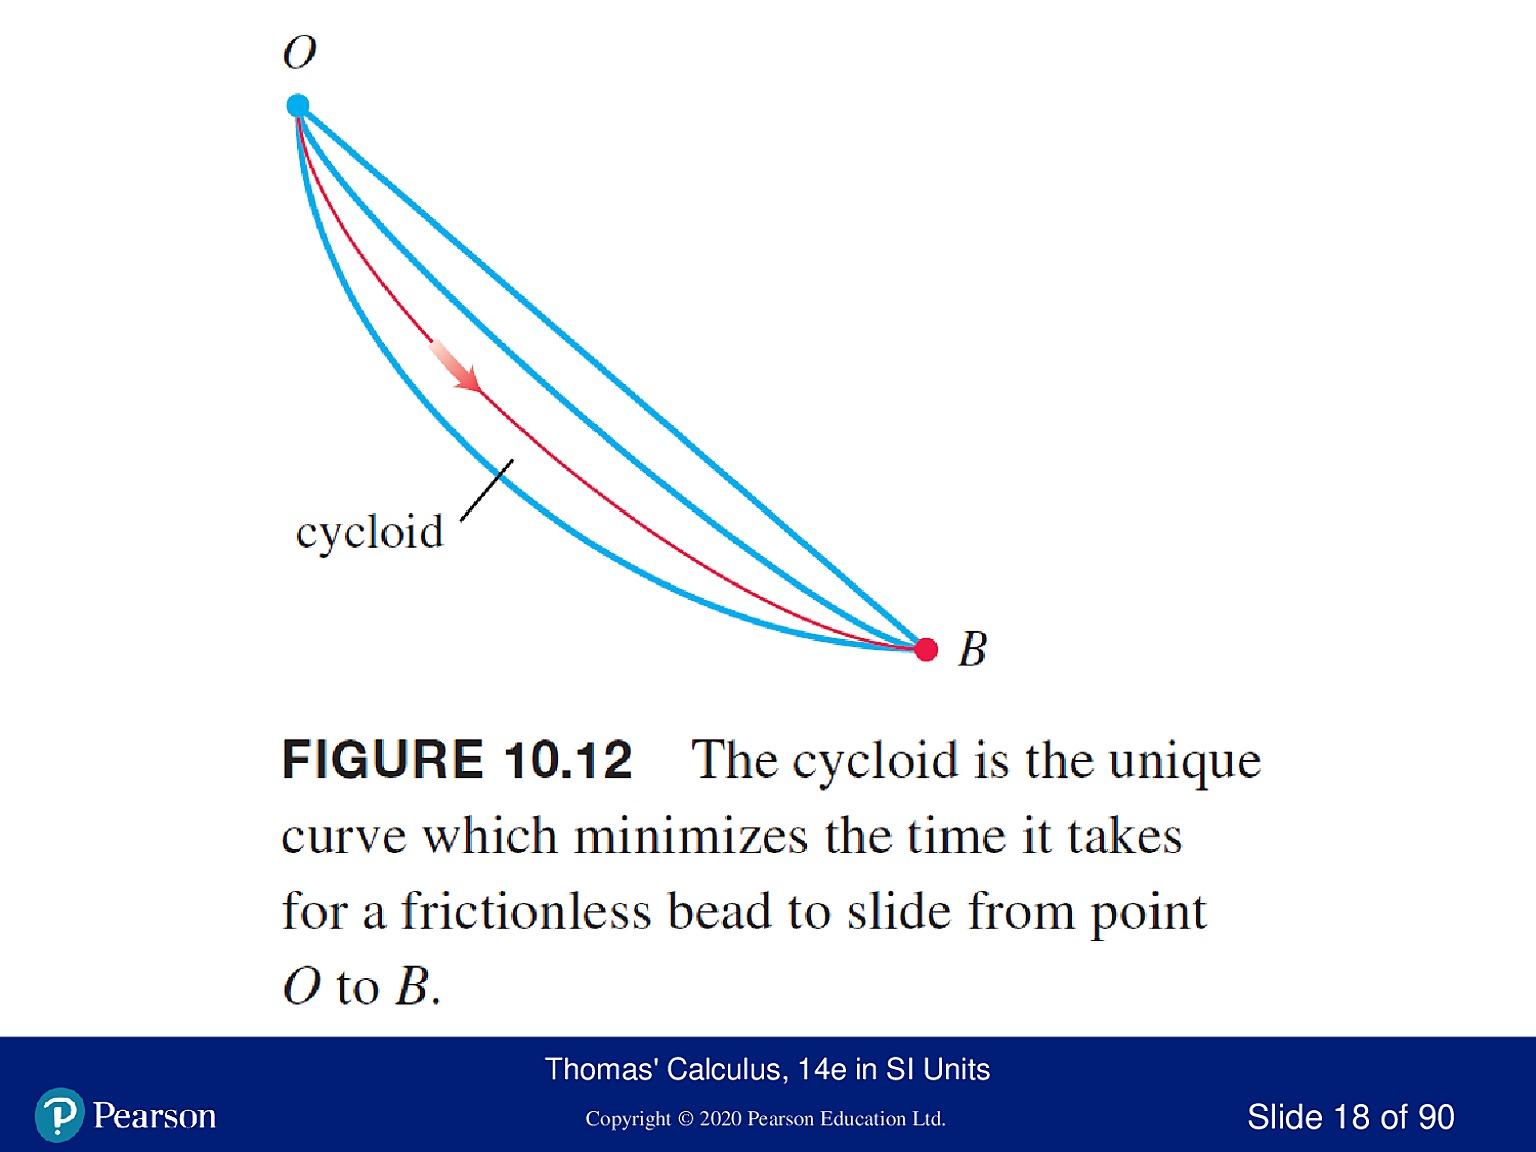 O
cycloid
B
FIGURE 10.12 The cycloid is the unique
curve which minimizes the time it takes
for a frictionless bead to slide from point
O to B.
Thomas' Calculus, 14e in SI Units
Pearson
Copyright © 2020 Pearson Education Ltd.
Slide 18 of 90